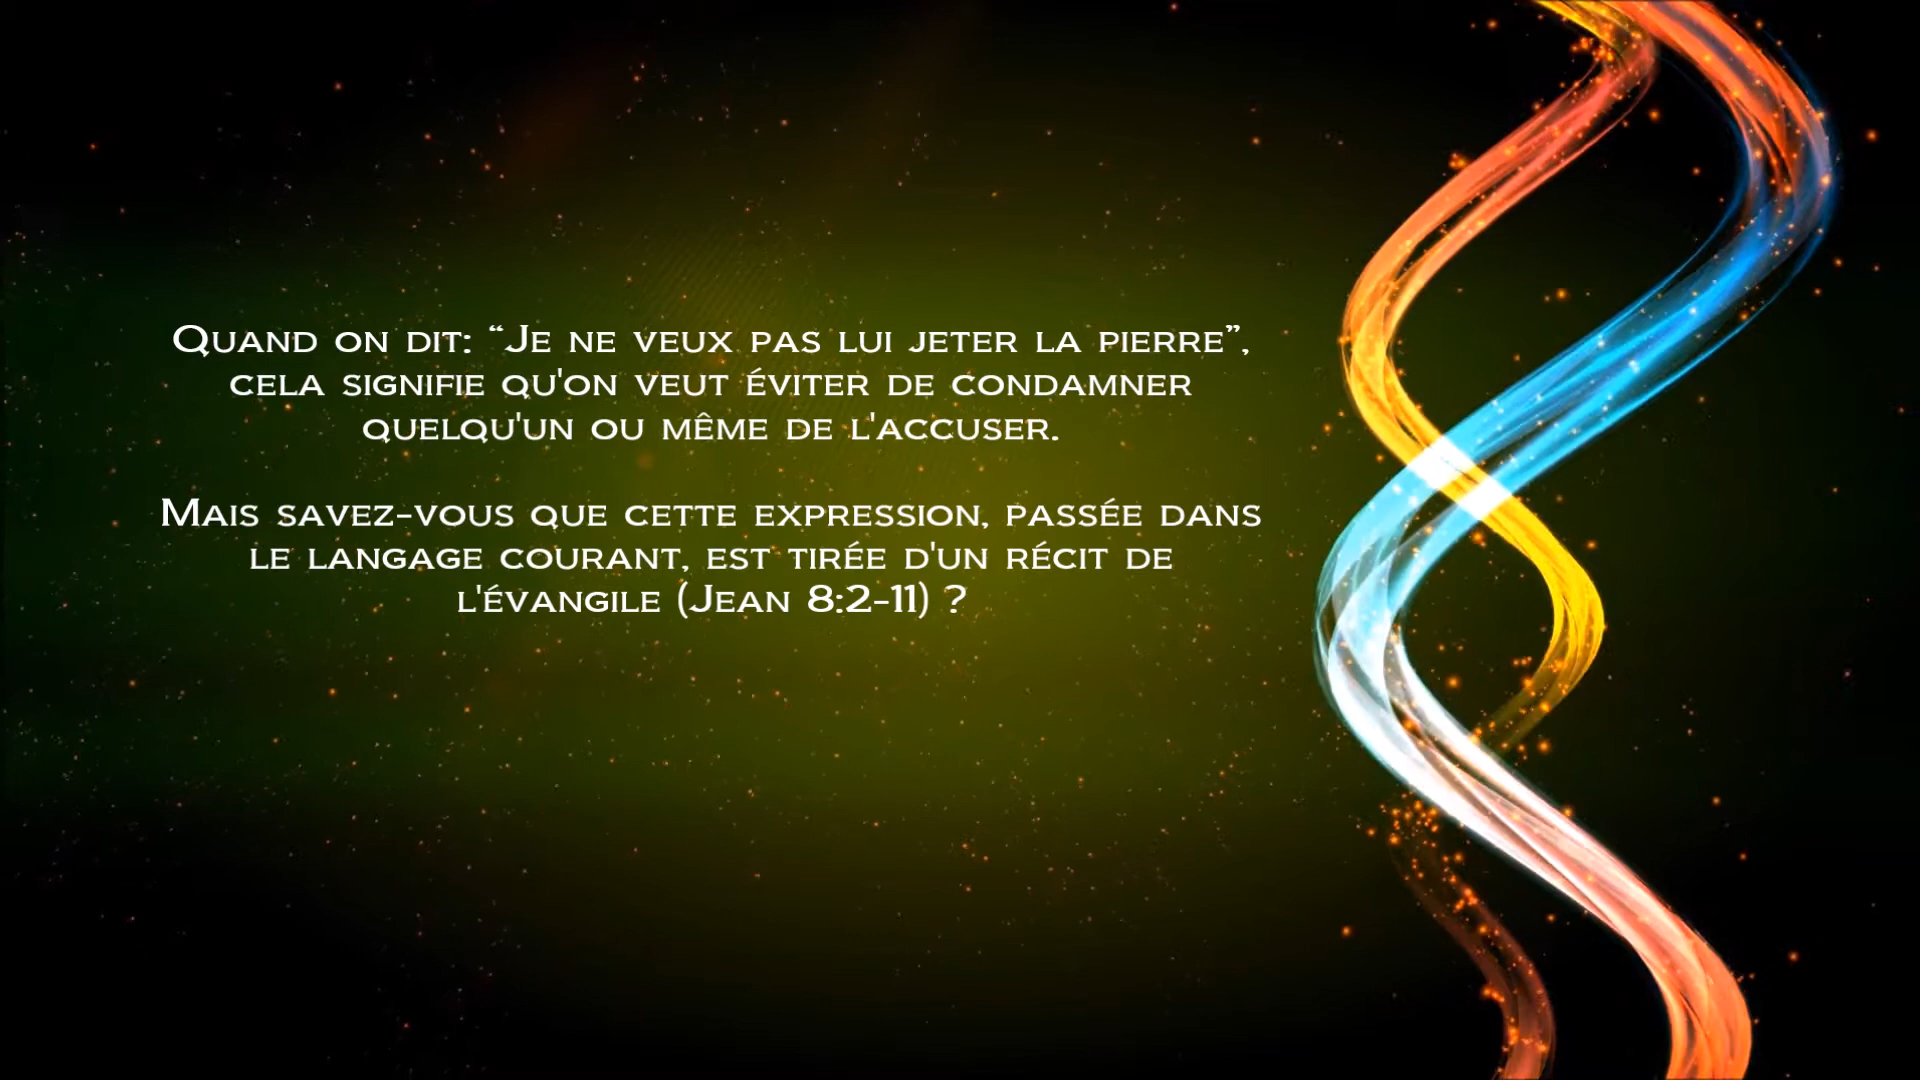 Quand on dit: “Je ne veux pas lui jeter la pierre”,
cela signifie qu'on veut éviter de condamner
quelqu'un ou même de l'accuser.
Mais savez-vous que cette expression, passée dans
le langage courant, est tirée d'un récit de
l'évangile (Jean 8:2-11) ?